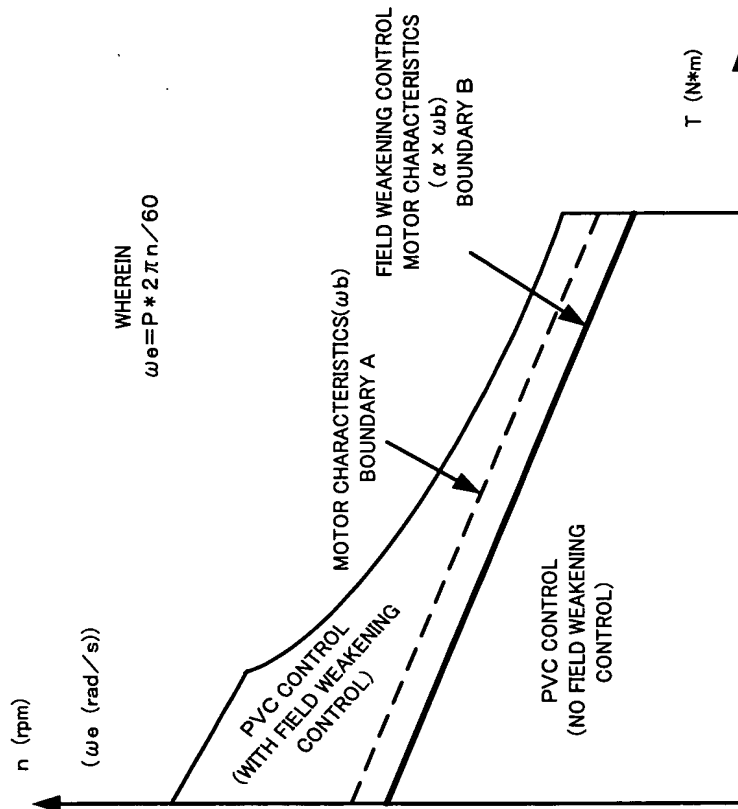 n (rpm)
(ωe (rad/s))
WHEREIN
ωe=P*2πn/60
MOTOR CHARACTERISTICS(ωb)
BOUNDARY A
FIELD WEAKENING CONTROL
MOTOR CHARACTERISTICS
(α × ωb)
BOUNDARY B
PVC CONTROL
(WITH FIELD WEAKENING
CONTROL)
PVC CONTROL
(NO FIELD WEAKENING
CONTROL)
T (N*m)